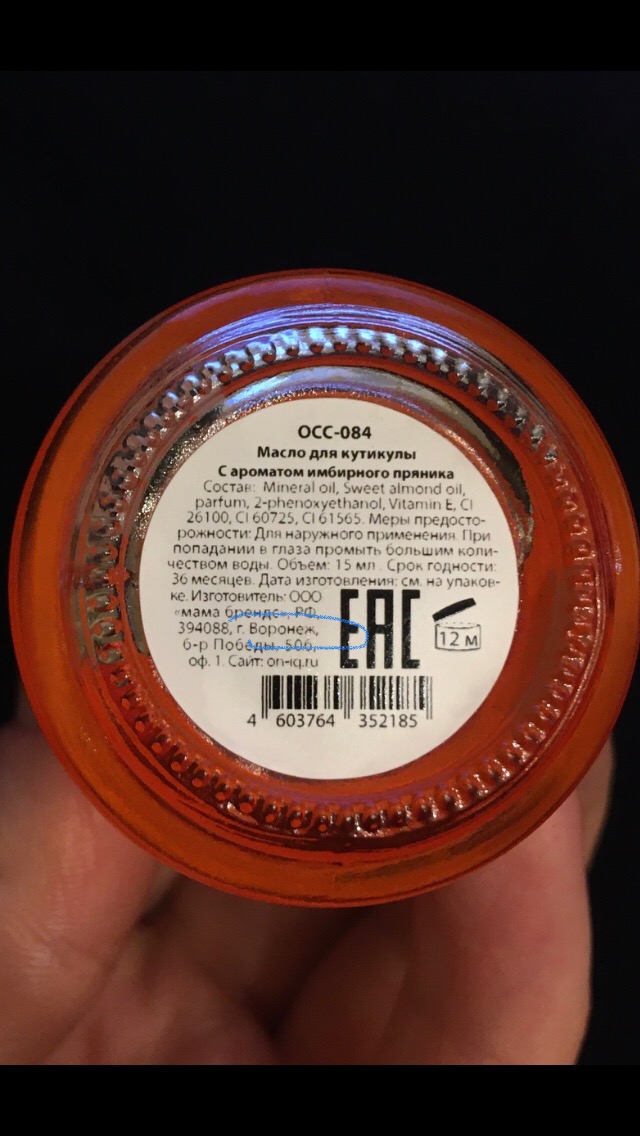 OCC-084
Масло для кутикулы
С ароматом имбирного пряника
Состав: Mineral oil, Sweet almond oil,
parfum, 2-phenoxyethanol, Vitamin E, CI
26100, CI 60725, CI 61565. Меры предосто-
рожности: Для наружного применения. При
попадании в глаза промыть большим коли-
чеством воды. Объем: 15 мл . Срок годности:
36 месяцев. Дата изготовления: см. на упаков-
ке. Изготовитель: ООО
«мама брендс», РФ,
394088, г. Воронеж,
б-р Победы, 50б,
оф. 1. Сайт: on-iq.ru
EAC
12 м
4 603764 352185